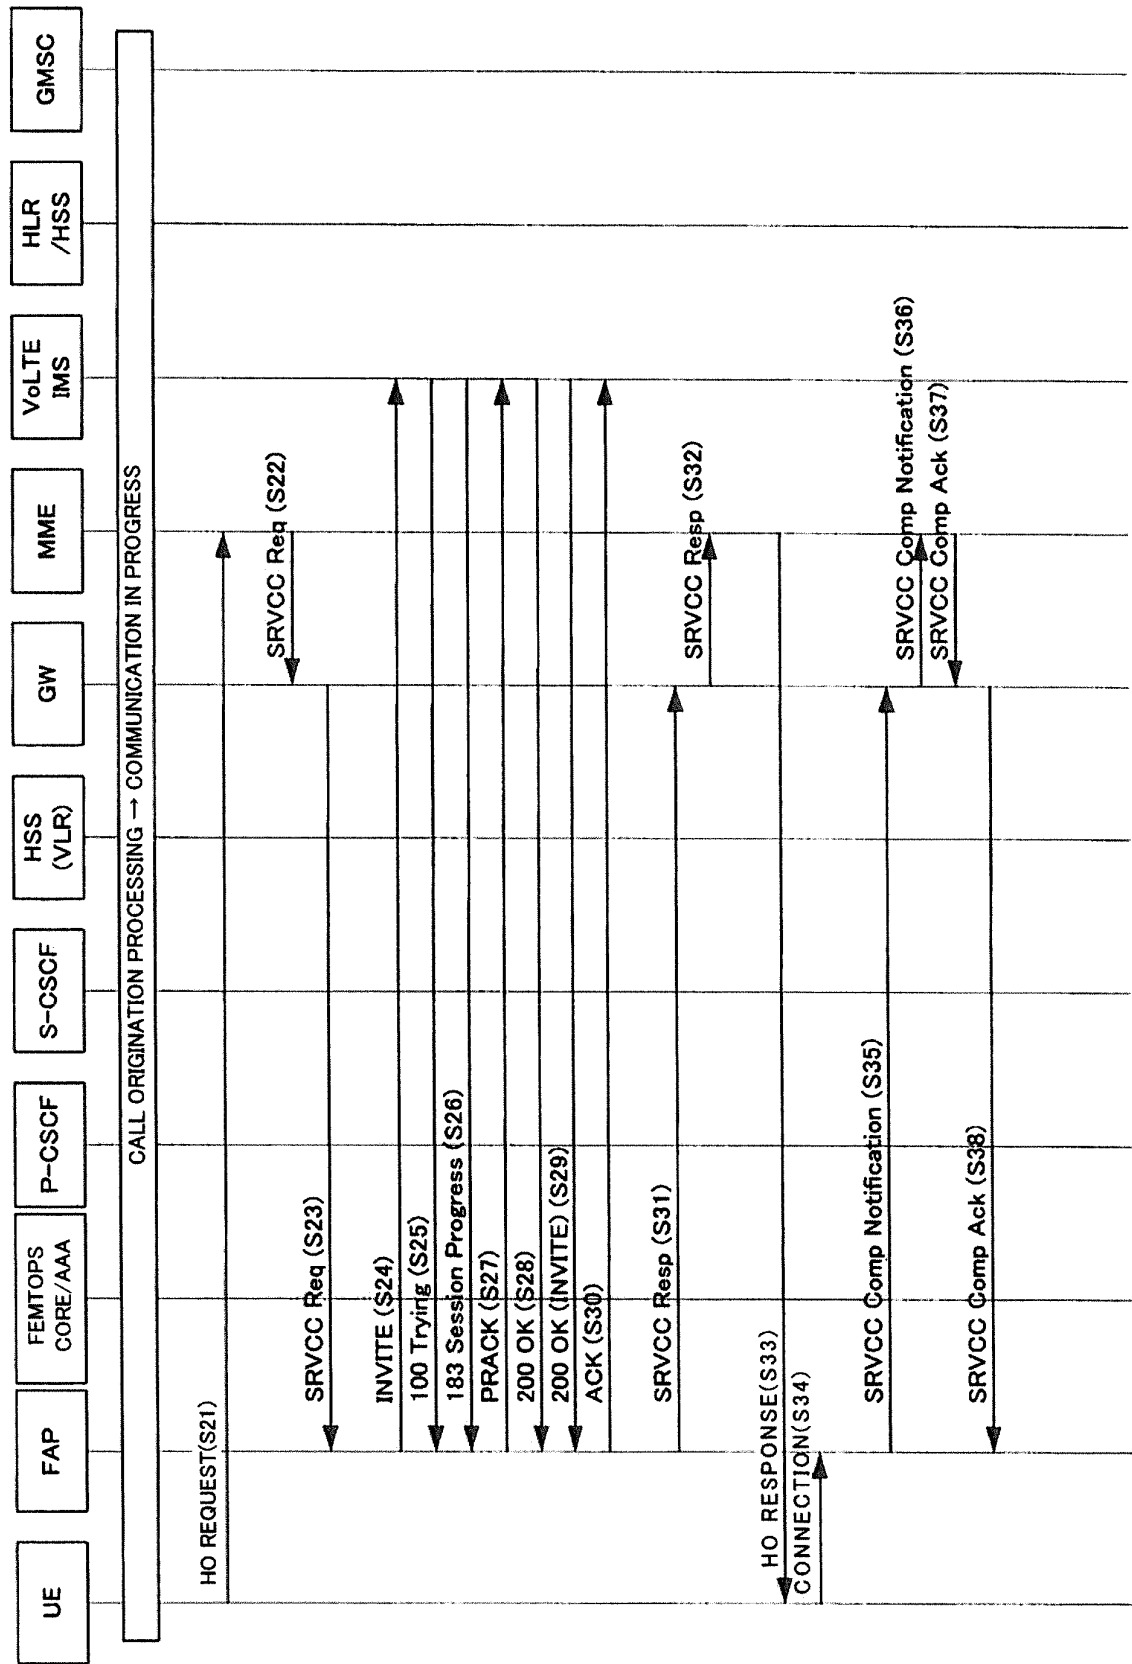 UE
FAP
FEMTOPS
CORE/AAA
P-CSCF
S-CSCF
HSS
(VLR)
GW
MME
VoLTE
IMS
HLR
/HSS
GMSC
CALL ORIGINATION PROCESSING → COMMUNICATION IN PROGRESS
HO REQUEST(S21)
SRVCC Req (S22)
SRVCC Req (S23)
INVITE (S24)
100 Trying (S25)
183 Session Progress (S26)
PRACK (S27)
200 OK (S28)
200 OK (INVITE) (S29)
ACK (S30)
SRVCC Resp (S31)
SRVCC Resp (S32)
HO RESPONSE(S33)
CONNECTION(S34)
SRVCC Comp Notification (S35)
SRVCC Comp Notification (S36)
SRVCC Comp Ack (S37)
SRVCC Comp Ack (S38)